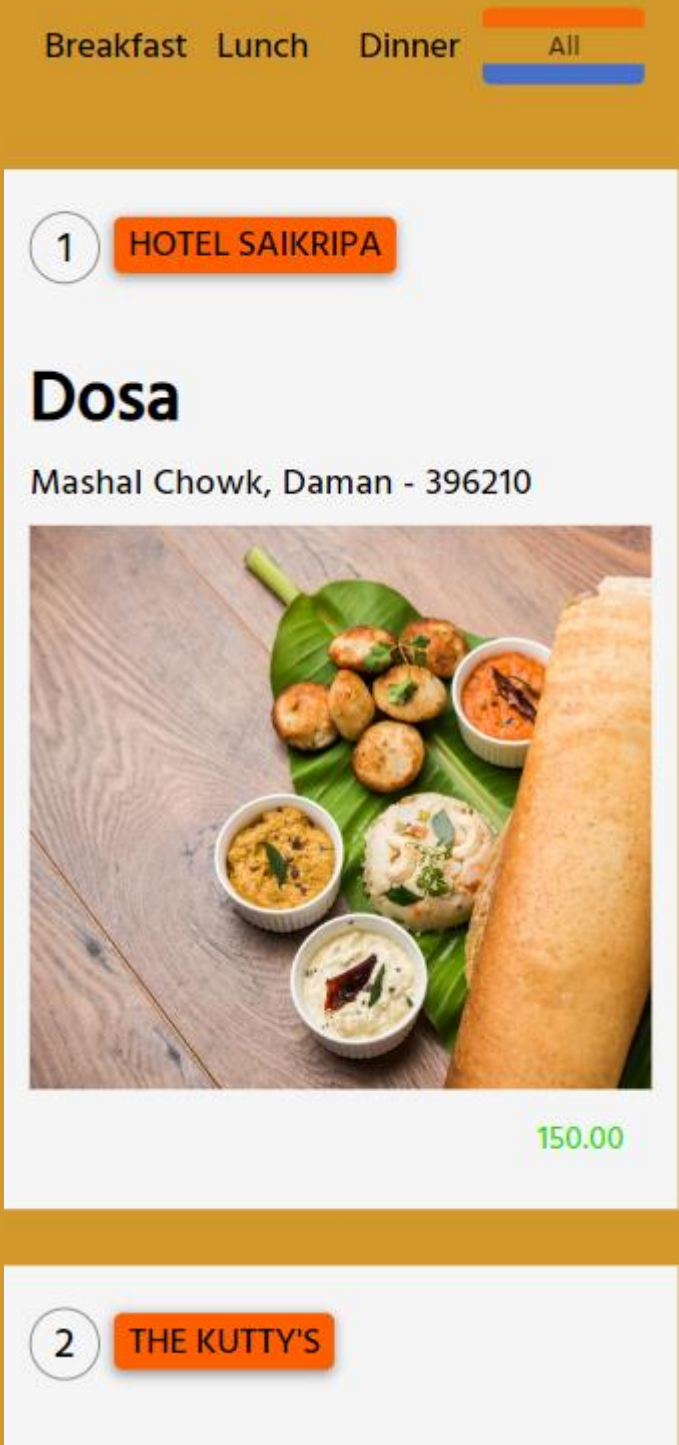 Breakfast Lunch Dinner All
1 HOTEL SAIKRIPA
Dosa
Mashal Chowk, Daman - 396210
150.00
2 THE KUTTY'S